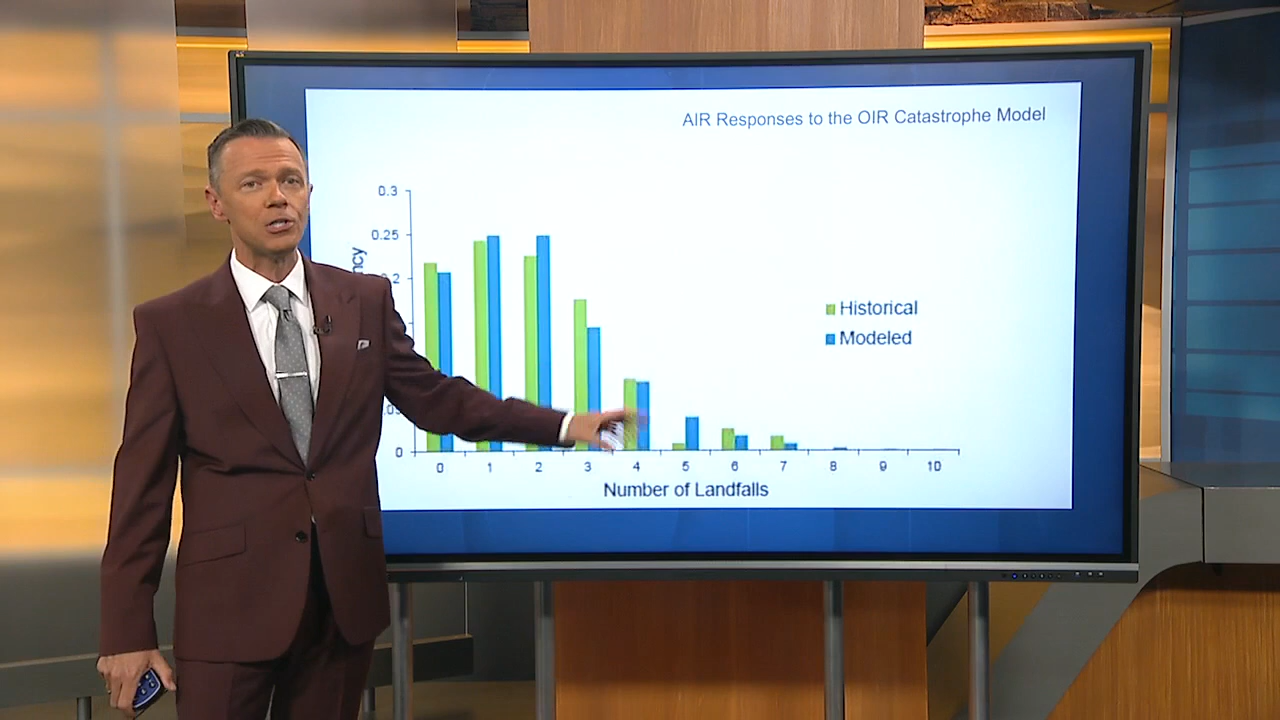 AIR Responses to the OIR Catastrophe Model
0.3
0.25
Historical
Modeled
0
0 1 2 3 4 5 6 7 8 9 10
Number of Landfalls